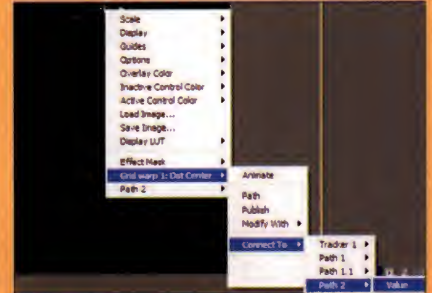 Scale
Display
Guides
Options
Overlay Color
Inactive Control Color
Active Control Color
Load Image...
Save Image...
Display LUT
Effect Mask
Grid warp 1: Dot Center
Path 2
Animate
Path
Publish
Modify With
Connect To
Tracker 1
Path 1
Path 1.1
Path 2
Value